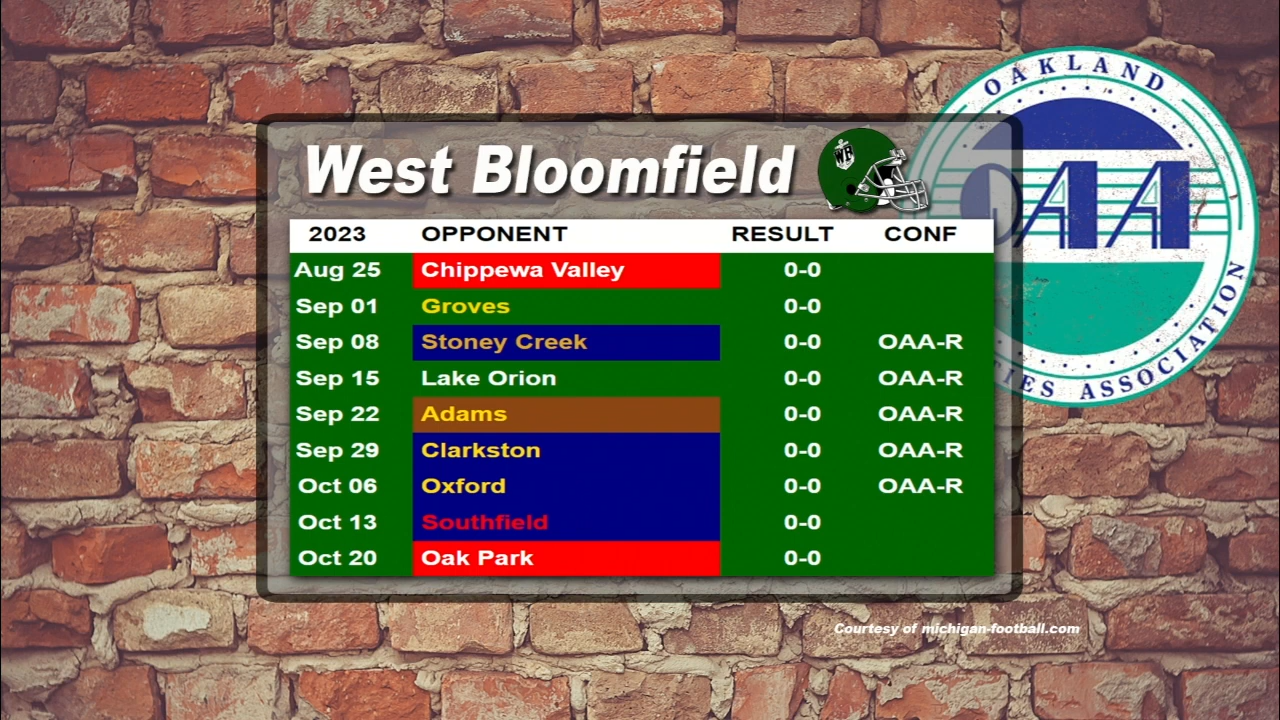 OAKLAND
West Bloomfield
WB
OAA
2023 OPPONENT RESULT CONF
Aug 25 Chippewa Valley 0-0
Sep 01 Groves 0-0
Sep 08 Stoney Creek 0-0 OAA-R
Sep 15 Lake Orion 0-0 OAA-R
Sep 22 Adams 0-0 OAA-R
Sep 29 Clarkston 0-0 OAA-R
Oct 06 Oxford 0-0 OAA-R
Oct 13 Southfield 0-0
Oct 20 Oak Park 0-0
ASSOCIATION
Courtesy of michigan-football.com